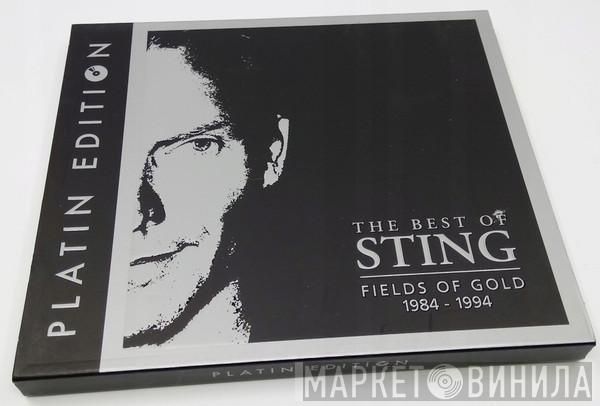 PLATIN EDITION
THE BEST OF
STING
FIELDS OF GOLD
1984 - 1994
PLATIN EDITION
МАРКЕТ ВИНИЛА